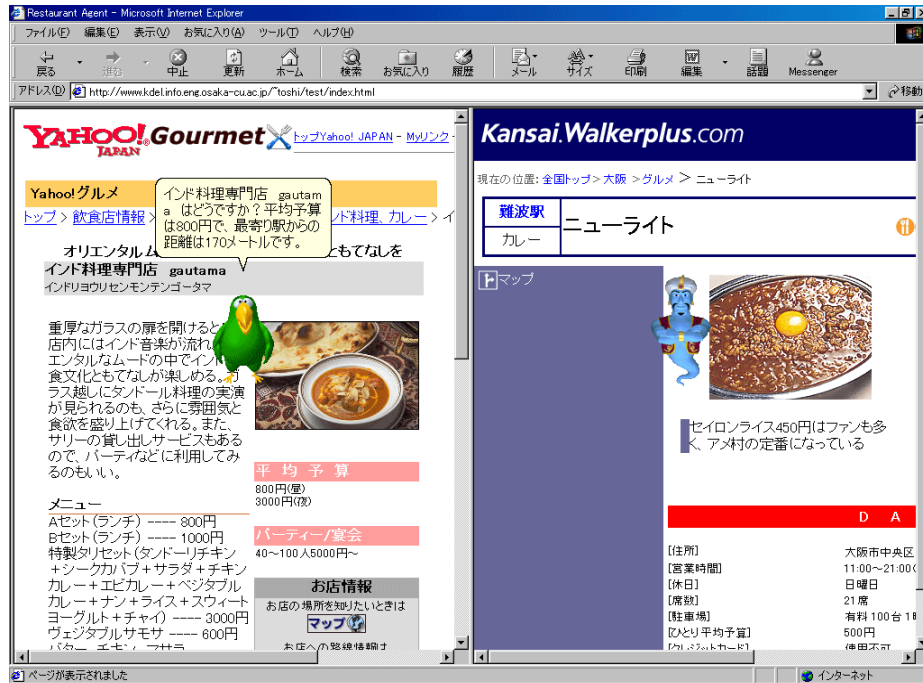 Restaurant Agent - Microsoft Internet Explorer
ファイル(F) 編集(E) 表示(V) お気に入り(A) ツール(T) ヘルプ(H)
戻る 進む 中止 更新 ホーム 検索 お気に入り 履歴 メール サイズ 印刷 編集 話題 Messenger
アドレス(D) http://www.kdel.info.eng.osaka-cu.ac.jp/~toshi/test/index.html 移動
YAHOO! Gourmet
JAPAN
トップ Yahoo! JAPAN - Myリンク -
Yahoo!グルメ
トップ > 飲食店情報 >
ンド料理、カレー > イ
インド料理専門店 gautam
a はどうですか？平均予算
は800円で、最寄り駅からの
距離は170メートルです。
オリエンタルム
ともてなしを
インド料理専門店 gautama
インドリヨウリセンモンテンゴータマ
重厚なガラスの扉を開けると
店内にはインド音楽が流れ
エンタルなムードの中でイン
食文化ともてなしが楽しめる。ガ
ラス越しにタンドール料理の実演
が見られるのも、さらに雰囲気と
食欲を盛り上げてくれる。また、
サリーの貸し出しサービスもある
ので、パーティなどに利用してみ
るのもいい。
メニュー
Aセット(ランチ) ---- 800円
Bセット(ランチ) ---- 1000円
特製タリセット(タンドーリチキン
+シークカバブ+サラダ+チキン
カレー+エビカレー+ベジタブル
カレー+ナン+ライス+スウィート
ヨーグルト+チャイ) ---- 3000円
ヴェジタブルサモサ ---- 600円
バター チキン マサラ
平 均 予 算
800円(昼)
3000円(夜)
パーティー/宴会
40～100人5000円～
お店情報
お店の場所を知りたいときは
マップ
お店への路線情報は
Kansai.Walkerplus.com
現在の位置: 全国トップ> 大阪 >グルメ > ニューライト
難波駅
カレー
ニューライト
マップ
セイロンライス450円はファンも多
く、アメ村の定番になっている
D A
[住所] 大阪市中央区
[営業時間] 11:00～21:00(
[休日] 日曜日
[席数] 21席
[駐車場] 有料100台1
[ひとり平均予算] 500円
[クレジットカード] 使用不可
ページが表示されました
インターネット